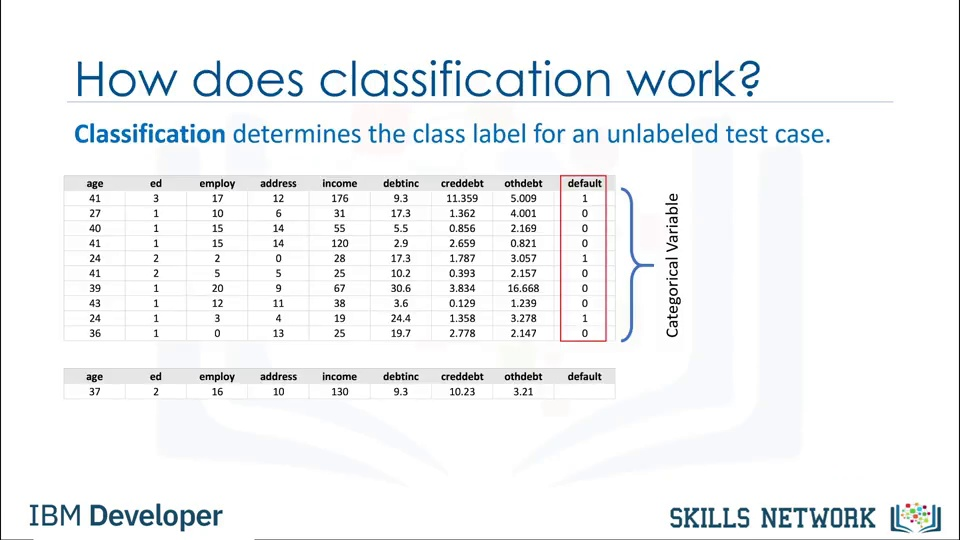 How does classification work?
Classification determines the class label for an unlabeled test case.
age ed employ address income debtinc creddebt othdebt default
41 3 17 12 176 9.3 11.359 5.009 1
27 1 10 6 31 17.3 1.362 4.001 0
40 1 15 14 55 5.5 0.856 2.169 0
41 1 15 14 120 2.9 2.659 0.821 0
24 2 2 0 28 17.3 1.787 3.057 1
41 2 5 5 25 10.2 0.393 2.157 0
39 1 20 9 67 30.6 3.834 16.668 0
43 1 12 11 38 3.6 0.129 1.239 0
24 1 3 4 19 24.4 1.358 3.278 1
36 1 0 13 25 19.7 2.778 2.147 0
Categorical Variable
age ed employ address income debtinc creddebt othdebt default
37 2 16 10 130 9.3 10.23 3.21
IBM Developer
SKILLS NETWORK